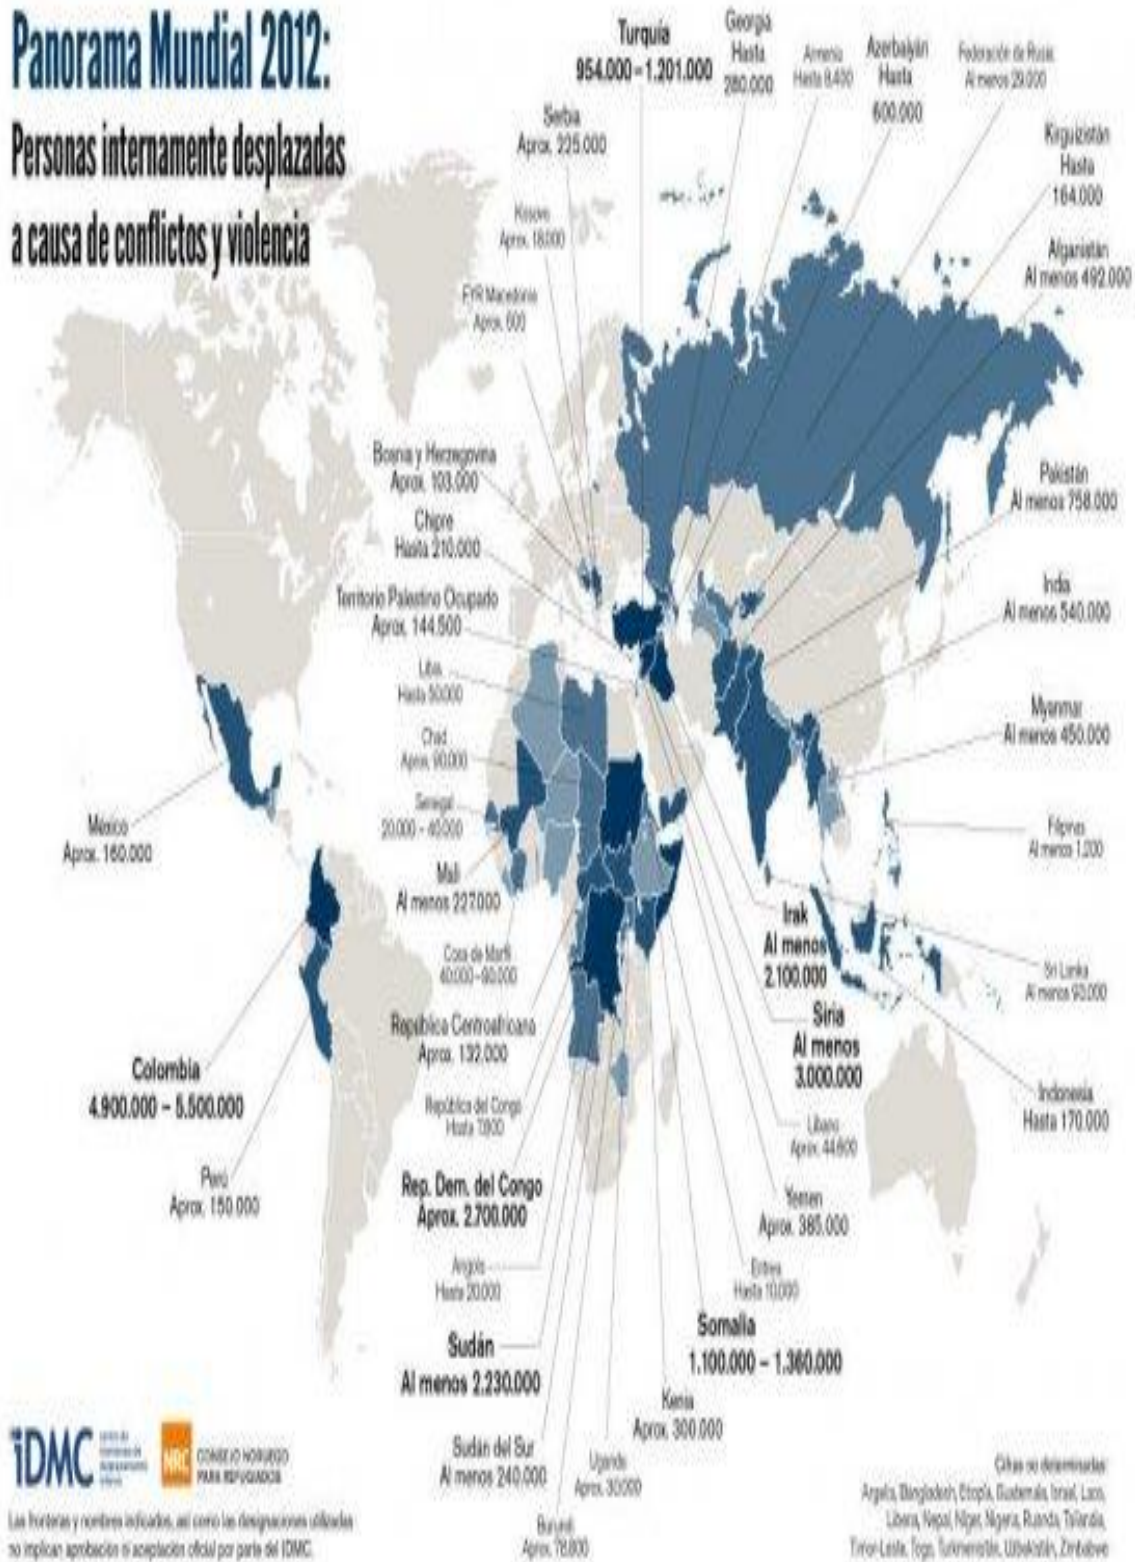 Panorama Mundial 2012:
Personas internamente desplazadas
a causa de conflictos y violencia
Turquía
954.000–1.201.000
Georgia
Hasta
280.000
Armenia
Hasta 8.400
Azerbaiyán
Hasta
600.000
Federación de Rusia
Al menos 29.000
Kirguizistán
Hasta
164.000
Afganistán
Al menos 492.000
Serbia
Aprox. 225.000
Kosovo
Aprox. 18.000
FYR Macedonia
Aprox. 600
Bosnia y Herzegovina
Aprox. 103.000
Chipre
Hasta 210.000
Territorio Palestino Ocupado
Aprox. 144.500
Libia
Hasta 50.000
Chad
Aprox. 90.000
Senegal
20.000 – 40.000
Mali
Al menos 227.000
Cosa de Marfil
40.000–80.000
República Centroafricana
Aprox. 132.000
República del Congo
Hasta 7.800
Rep. Dem. del Congo
Aprox. 2.700.000
Angola
Hasta 20.000
Sudán
Al menos 2.230.000
Sudán del Sur
Al menos 240.000
Burundi
Aprox. 78.800
Uganda
Aprox. 30.000
Kenia
Aprox. 300.000
Somalia
1.100.000 – 1.360.000
Eritrea
Hasta 10.000
Yemen
Aprox. 385.000
Líbano
Aprox. 44.600
Siria
Al menos
3.000.000
Irak
Al menos
2.100.000
Pakistán
Al menos 758.000
India
Al menos 540.000
Myanmar
Al menos 450.000
Filipinas
Al menos 1.200
Sri Lanka
Al menos 90.000
Indonesia
Hasta 170.000
México
Aprox. 160.000
Colombia
4.900.000 – 5.500.000
Perú
Aprox. 150.000
iDMC
NRC
CONSEJO NORUEGO
PARA REFUGIADOS
Las fronteras y nombres indicados, así como las designaciones utilizadas
no implican aprobación ni aceptación oficial por parte del IDMC.
Cifras no determinadas:
Argelia, Bangladesh, Etiopía, Guatemala, Israel, Laos,
Liberia, Nepal, Níger, Nigeria, Ruanda, Tailandia,
Timor-Leste, Togo, Turkmenistán, Uzbekistán, Zimbabwe